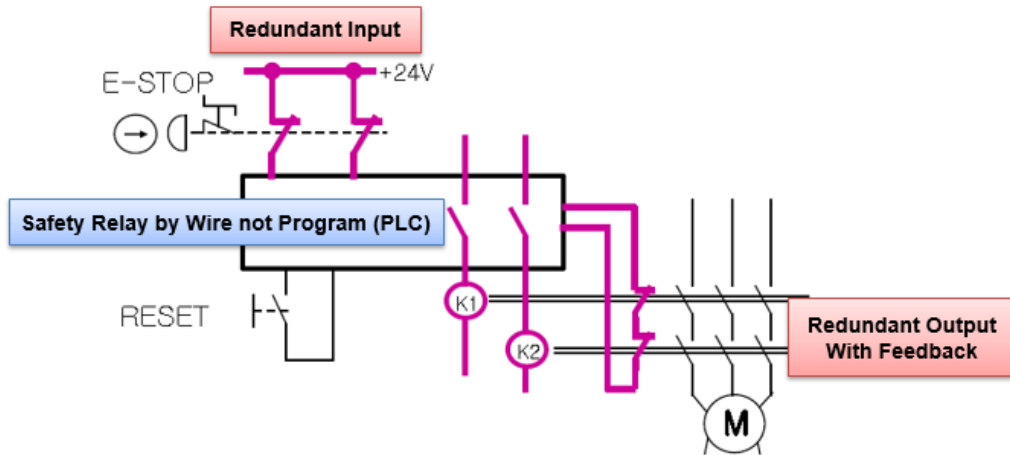 Redundant Input
+24V
E-STOP
Safety Relay by Wire not Program (PLC)
RESET
K1
K2
Redundant Output
With Feedback
M